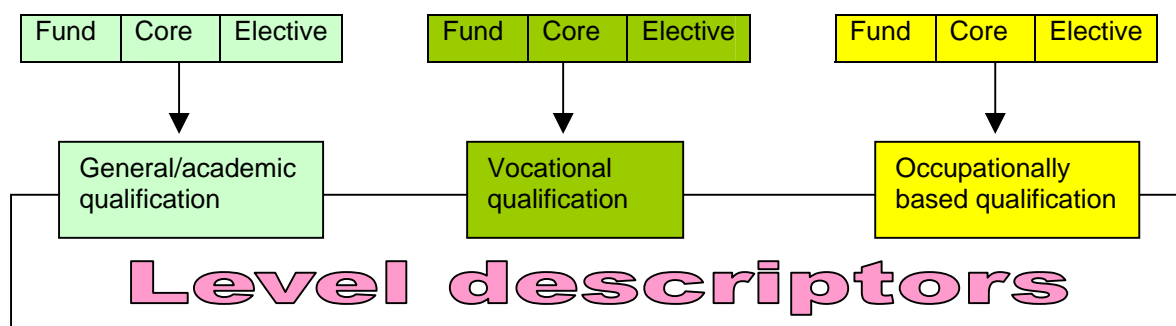 Fund Core Elective Fund Core Elective Fund Core Elective
General/academic
qualification
Vocational
qualification
Occupationally
based qualification
Level descriptors